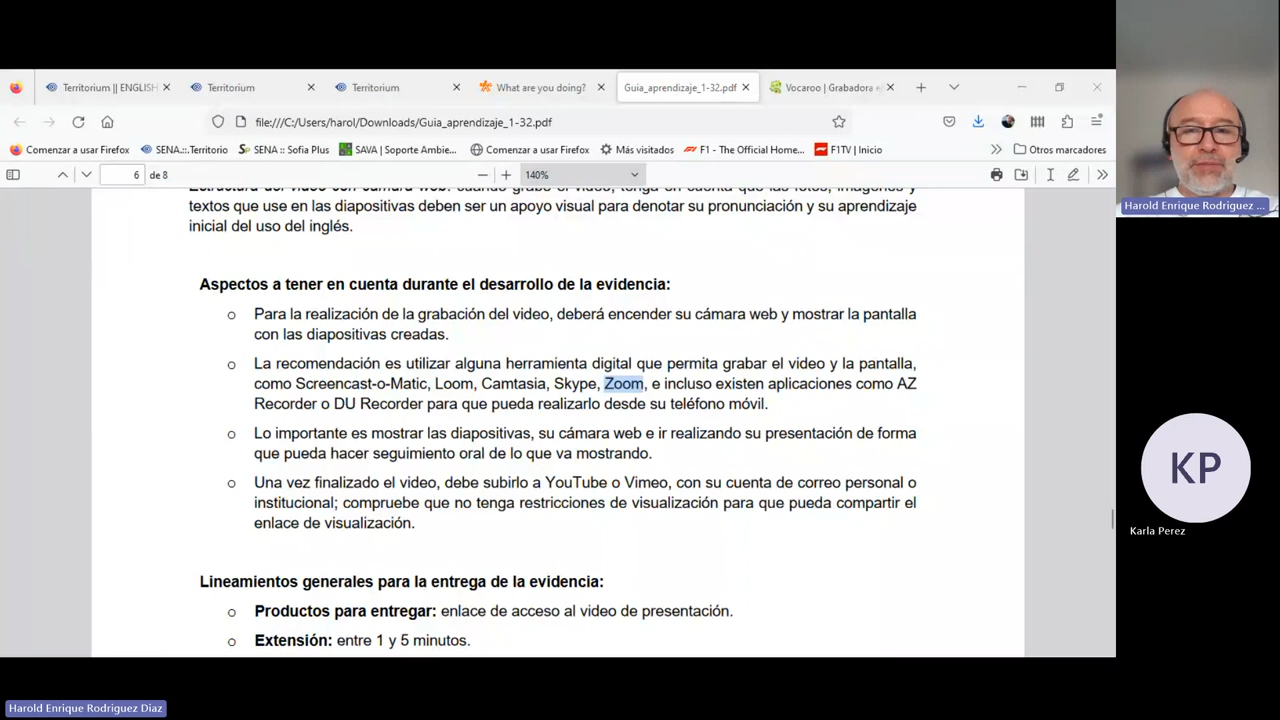 Territorium || ENGLISH
Territorium
Territorium
What are you doing?
Guia_aprendizaje_1-32.pdf
Vocaroo | Grabadora
file:///C:/Users/harol/Downloads/Guia_aprendizaje_1-32.pdf
Comenzar a usar Firefox
SENA.::.Territorio
SENA :: Sofia Plus
SAVA | Soporte Ambie...
Comenzar a usar Firefox
Más visitados
F1 - The Official Home...
F1TV | Inicio
Otros marcadores
6 de 8
140%
textos que use en las diapositivas deben ser un apoyo visual para denotar su pronunciación y su aprendizaje
inicial del uso del inglés.
Aspectos a tener en cuenta durante el desarrollo de la evidencia:
Para la realización de la grabación del video, deberá encender su cámara web y mostrar la pantalla
con las diapositivas creadas.
La recomendación es utilizar alguna herramienta digital que permita grabar el video y la pantalla,
como Screencast-o-Matic, Loom, Camtasia, Skype, Zoom, e incluso existen aplicaciones como AZ
Recorder o DU Recorder para que pueda realizarlo desde su teléfono móvil.
Lo importante es mostrar las diapositivas, su cámara web e ir realizando su presentación de forma
que pueda hacer seguimiento oral de lo que va mostrando.
Una vez finalizado el video, debe subirlo a YouTube o Vimeo, con su cuenta de correo personal o
institucional; compruebe que no tenga restricciones de visualización para que pueda compartir el
enlace de visualización.
Lineamientos generales para la entrega de la evidencia:
Productos para entregar: enlace de acceso al video de presentación.
Extensión: entre 1 y 5 minutos.
Harold Enrique Rodriguez ...
KP
Karla Perez
Harold Enrique Rodriguez Diaz